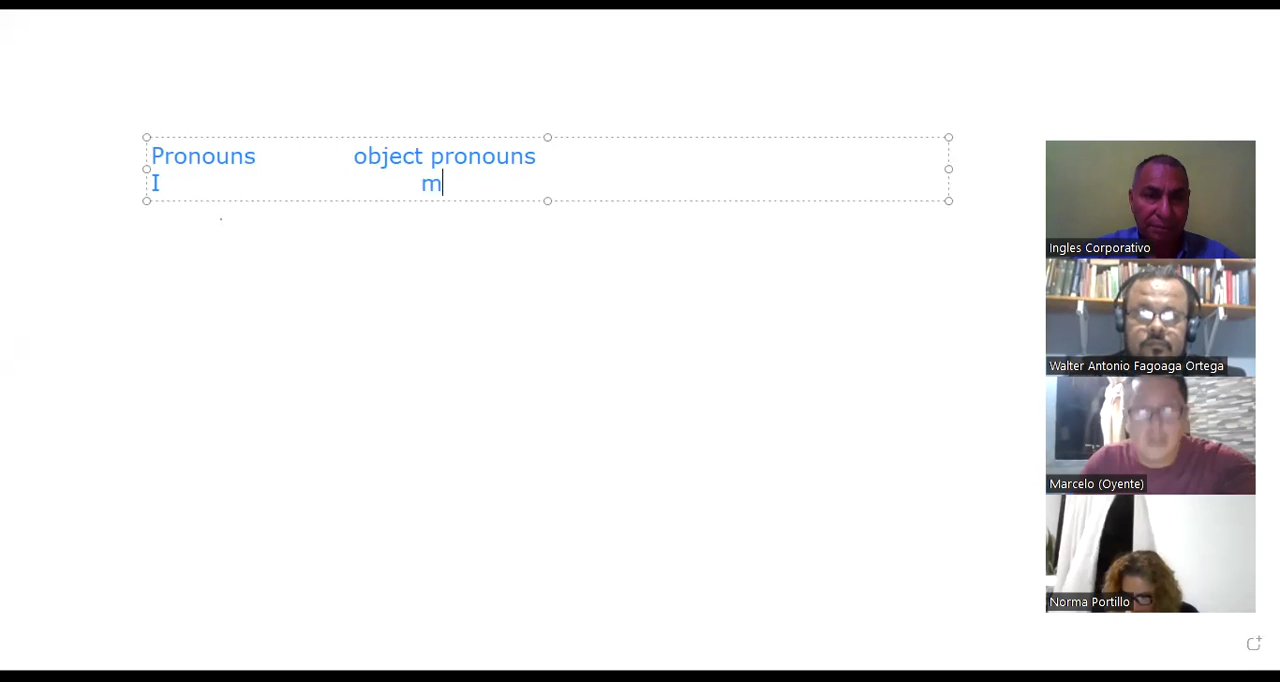 Pronouns object pronouns
I m
Ingles Corporativo
Walter Antonio Fagoaga Ortega
Marcelo (Oyente)
Norma Portillo